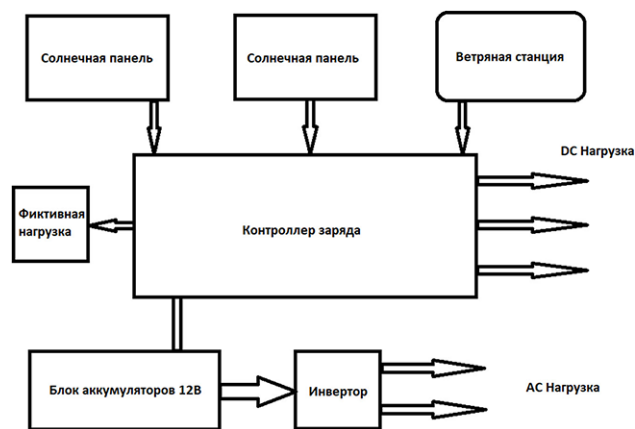 Солнечная панель
Солнечная панель
Ветряная станция
DC Нагрузка
Фиктивная
нагрузка
Контроллер заряда
Блок аккумуляторов 12В
Инвертор
AC Нагрузка